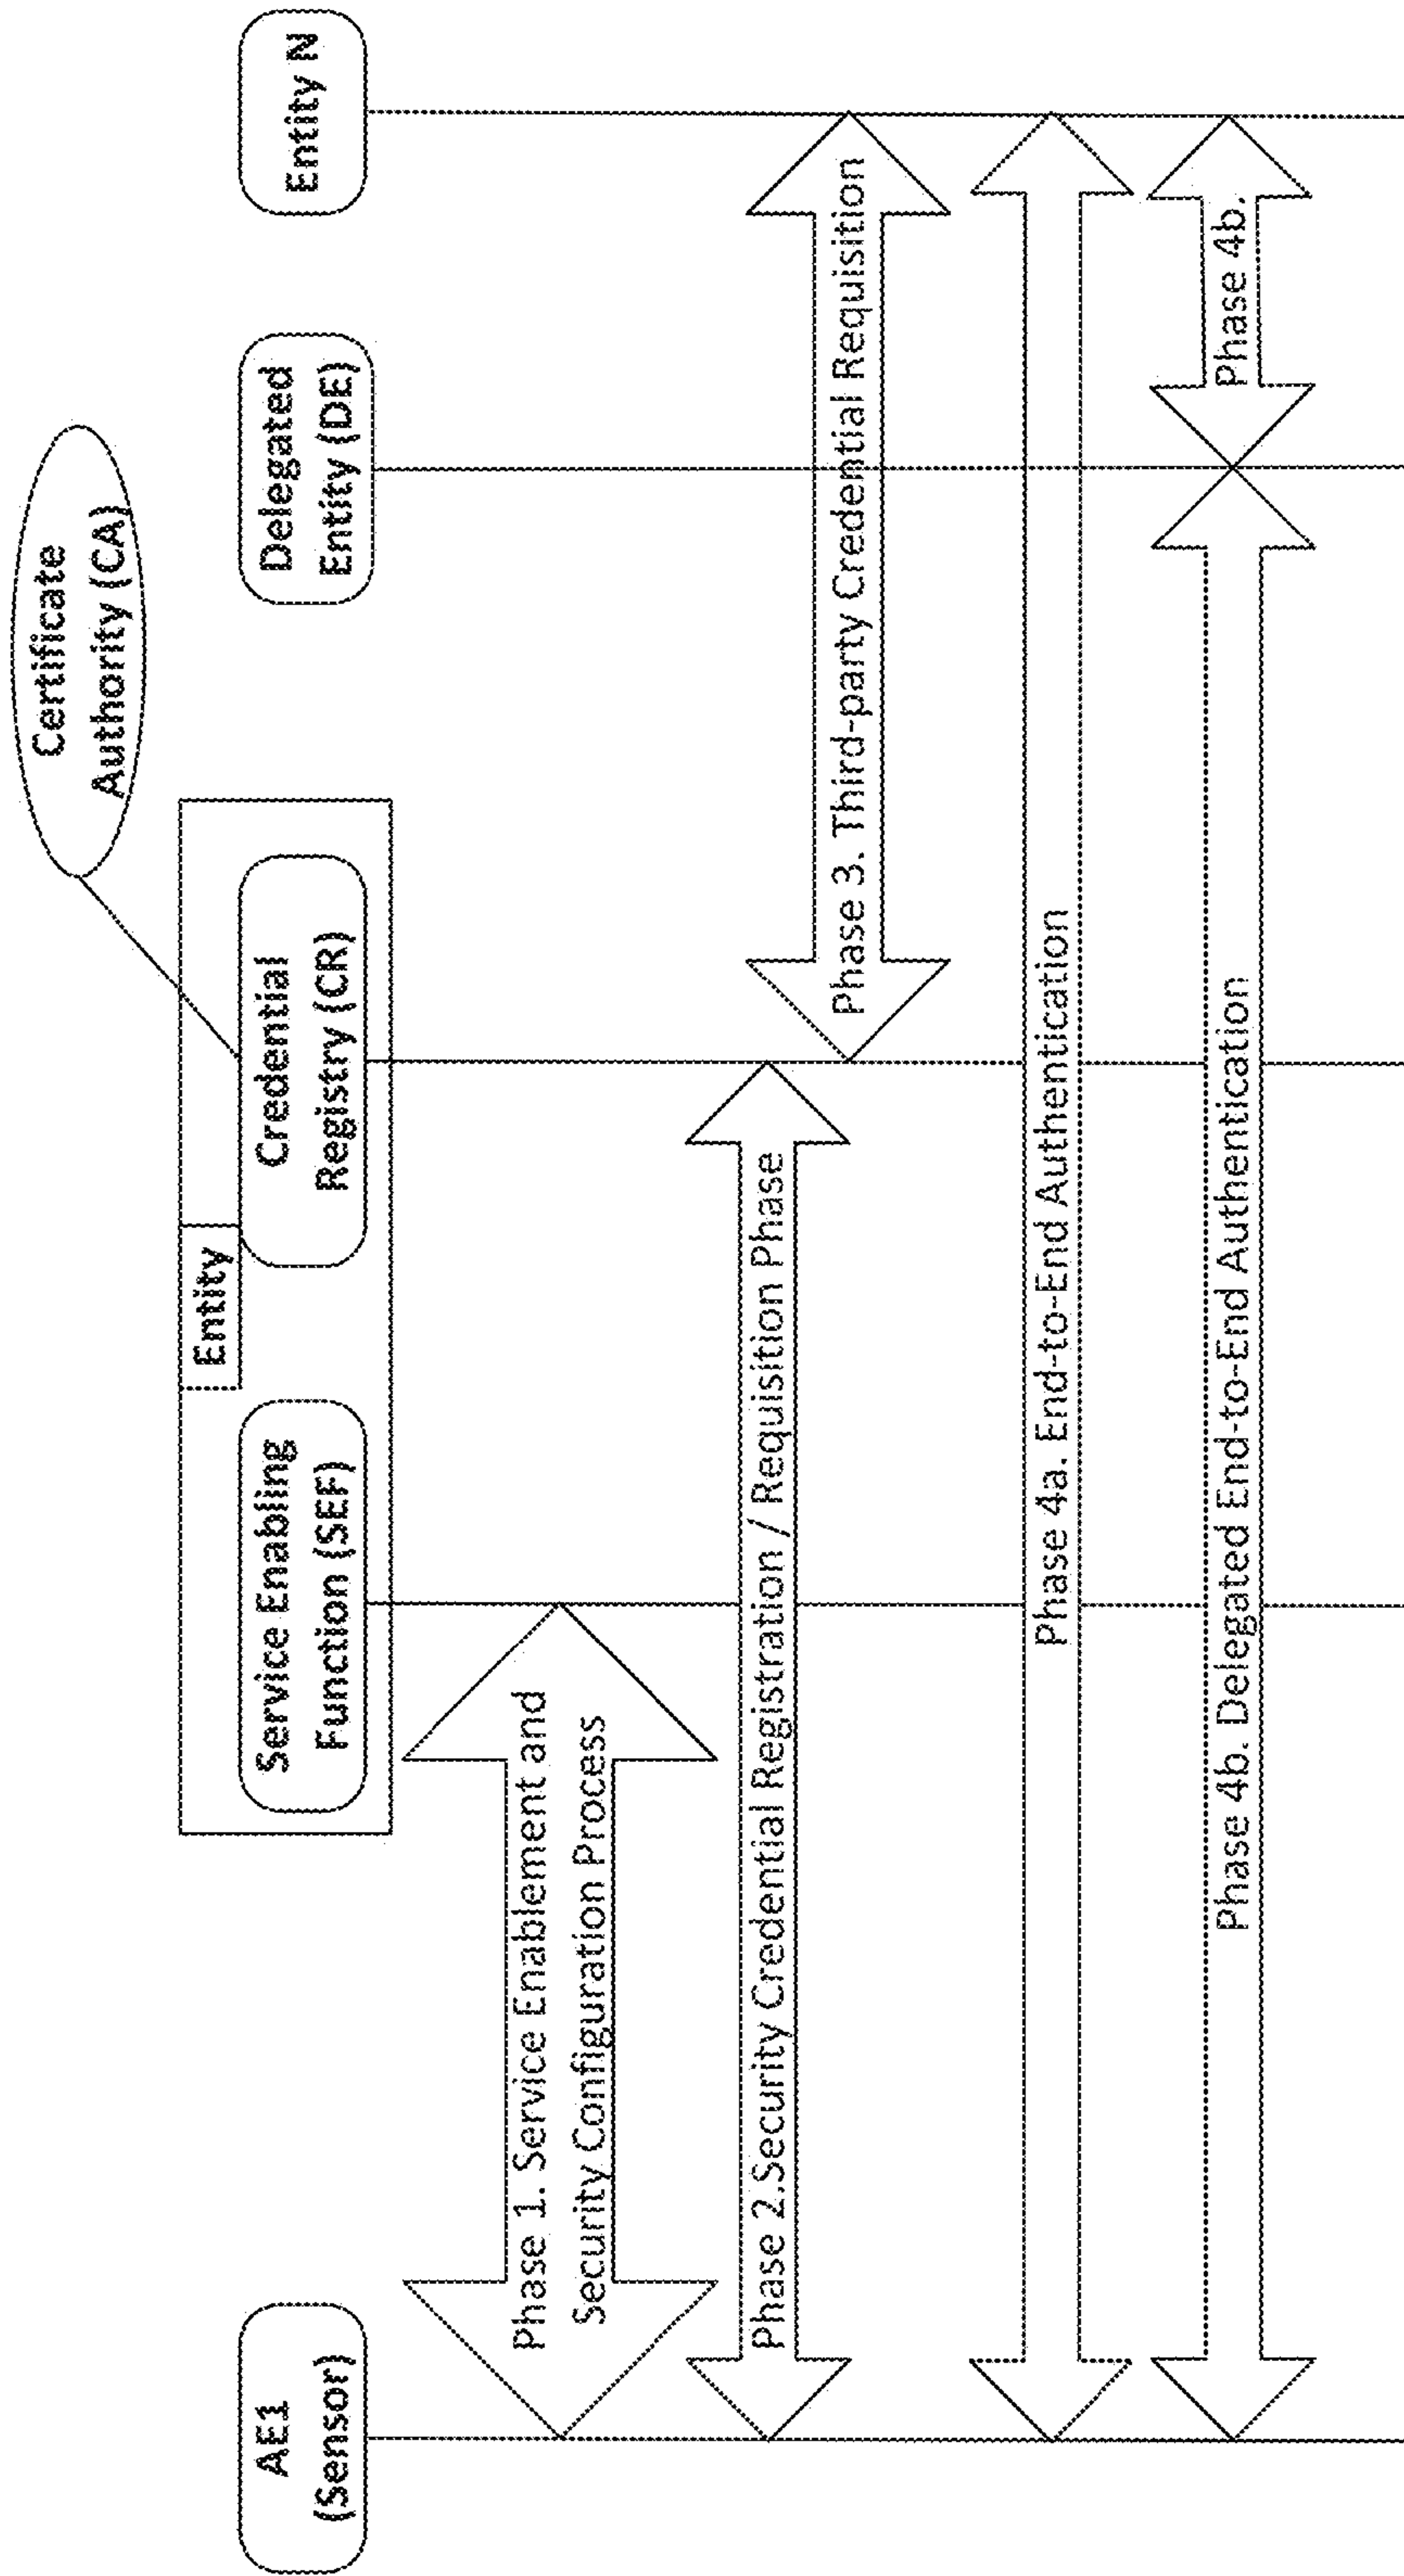 Certificate
Authority (CA)
Entity
AE1
(Sensor)
Service Enabling
Function (SEF)
Credential
Registry (CR)
Delegated
Entity (DE)
Entity N
Phase 1. Service Enablement and
Security Configuration Process
Phase 2.Security Credential Registration / Requisition Phase
Phase 3. Third-party Credential Requisition
Phase 4a. End-to-End Authentication
Phase 4b. Delegated End-to-End Authentication
Phase 4b.